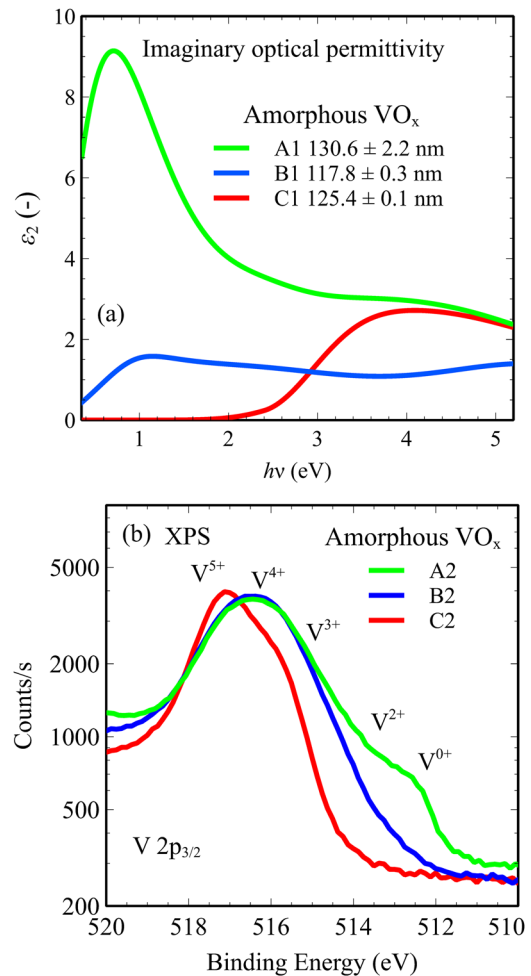 10
Imaginary optical permittivity
8
Amorphous VOₓ
A1 130.6 ± 2.2 nm
B1 117.8 ± 0.3 nm
C1 125.4 ± 0.1 nm
6
ε₂ (-)
4
(a)
2
0
1 2 3 4 5
hν (eV)
(b) XPS Amorphous VOₓ
5000
V⁵⁺ V⁴⁺ A2
B2
V³⁺ C2
2000
Counts/s
1000
V²⁺
V⁰⁺
500
V 2p₃/₂
200
520 518 516 514 512 510
Binding Energy (eV)